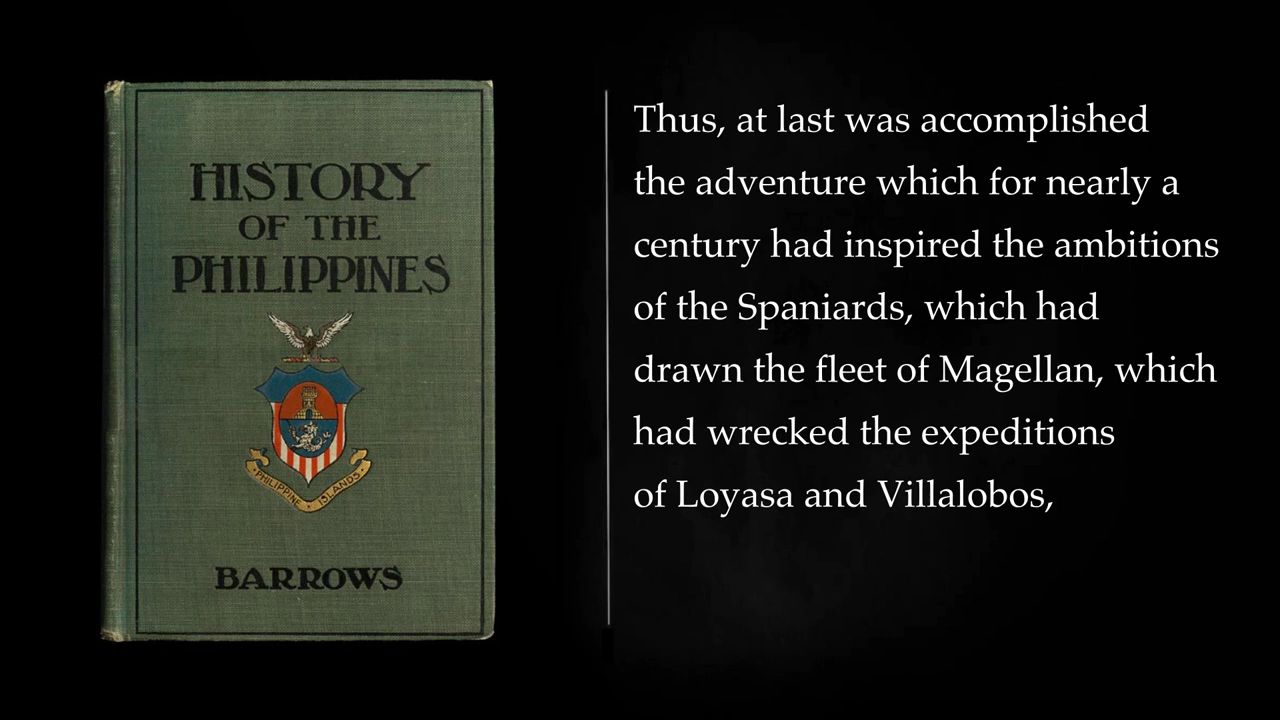 HISTORY
OF THE
PHILIPPINES
PHILIPPINE ISLANDS
BARROWS
Thus, at last was accomplished
the adventure which for nearly a
century had inspired the ambitions
of the Spaniards, which had
drawn the fleet of Magellan, which
had wrecked the expeditions
of Loyasa and Villalobos,